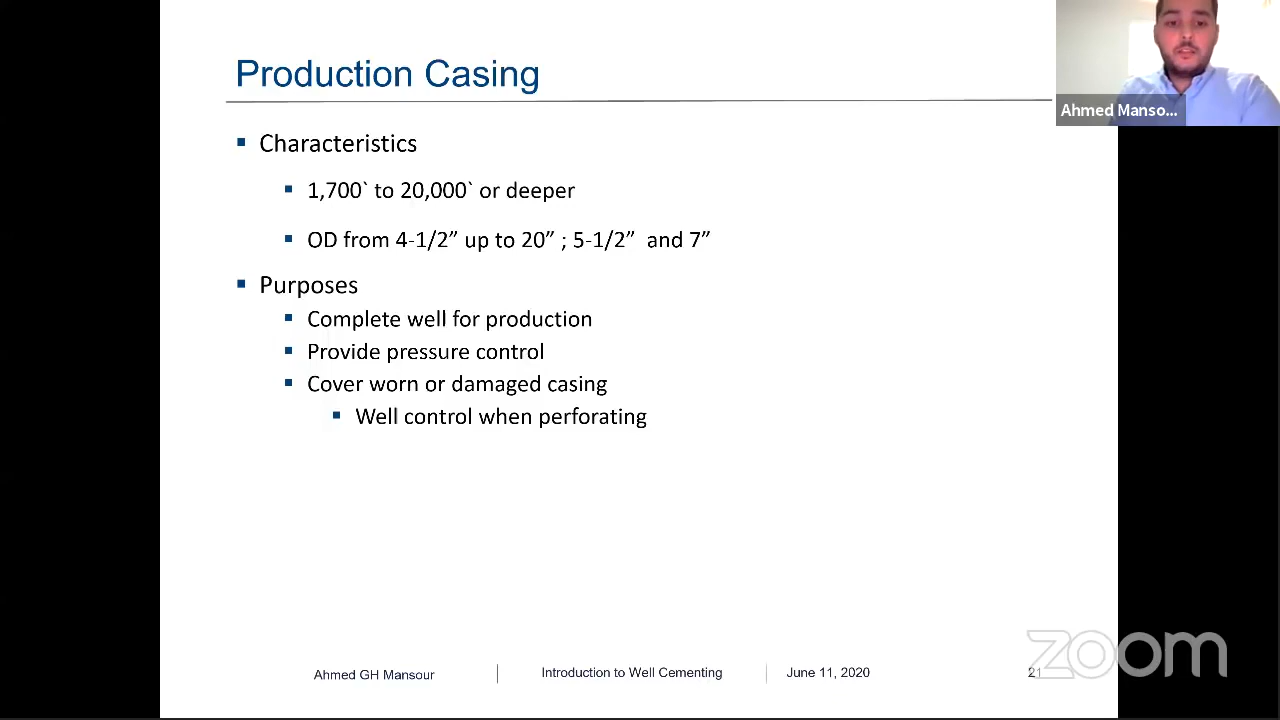 Production Casing
Ahmed Manso...
Characteristics
1,700` to 20,000` or deeper
OD from 4-1/2” up to 20” ; 5-1/2” and 7”
Purposes
Complete well for production
Provide pressure control
Cover worn or damaged casing
Well control when perforating
Ahmed GH Mansour
Introduction to Well Cementing
June 11, 2020
21
zoom